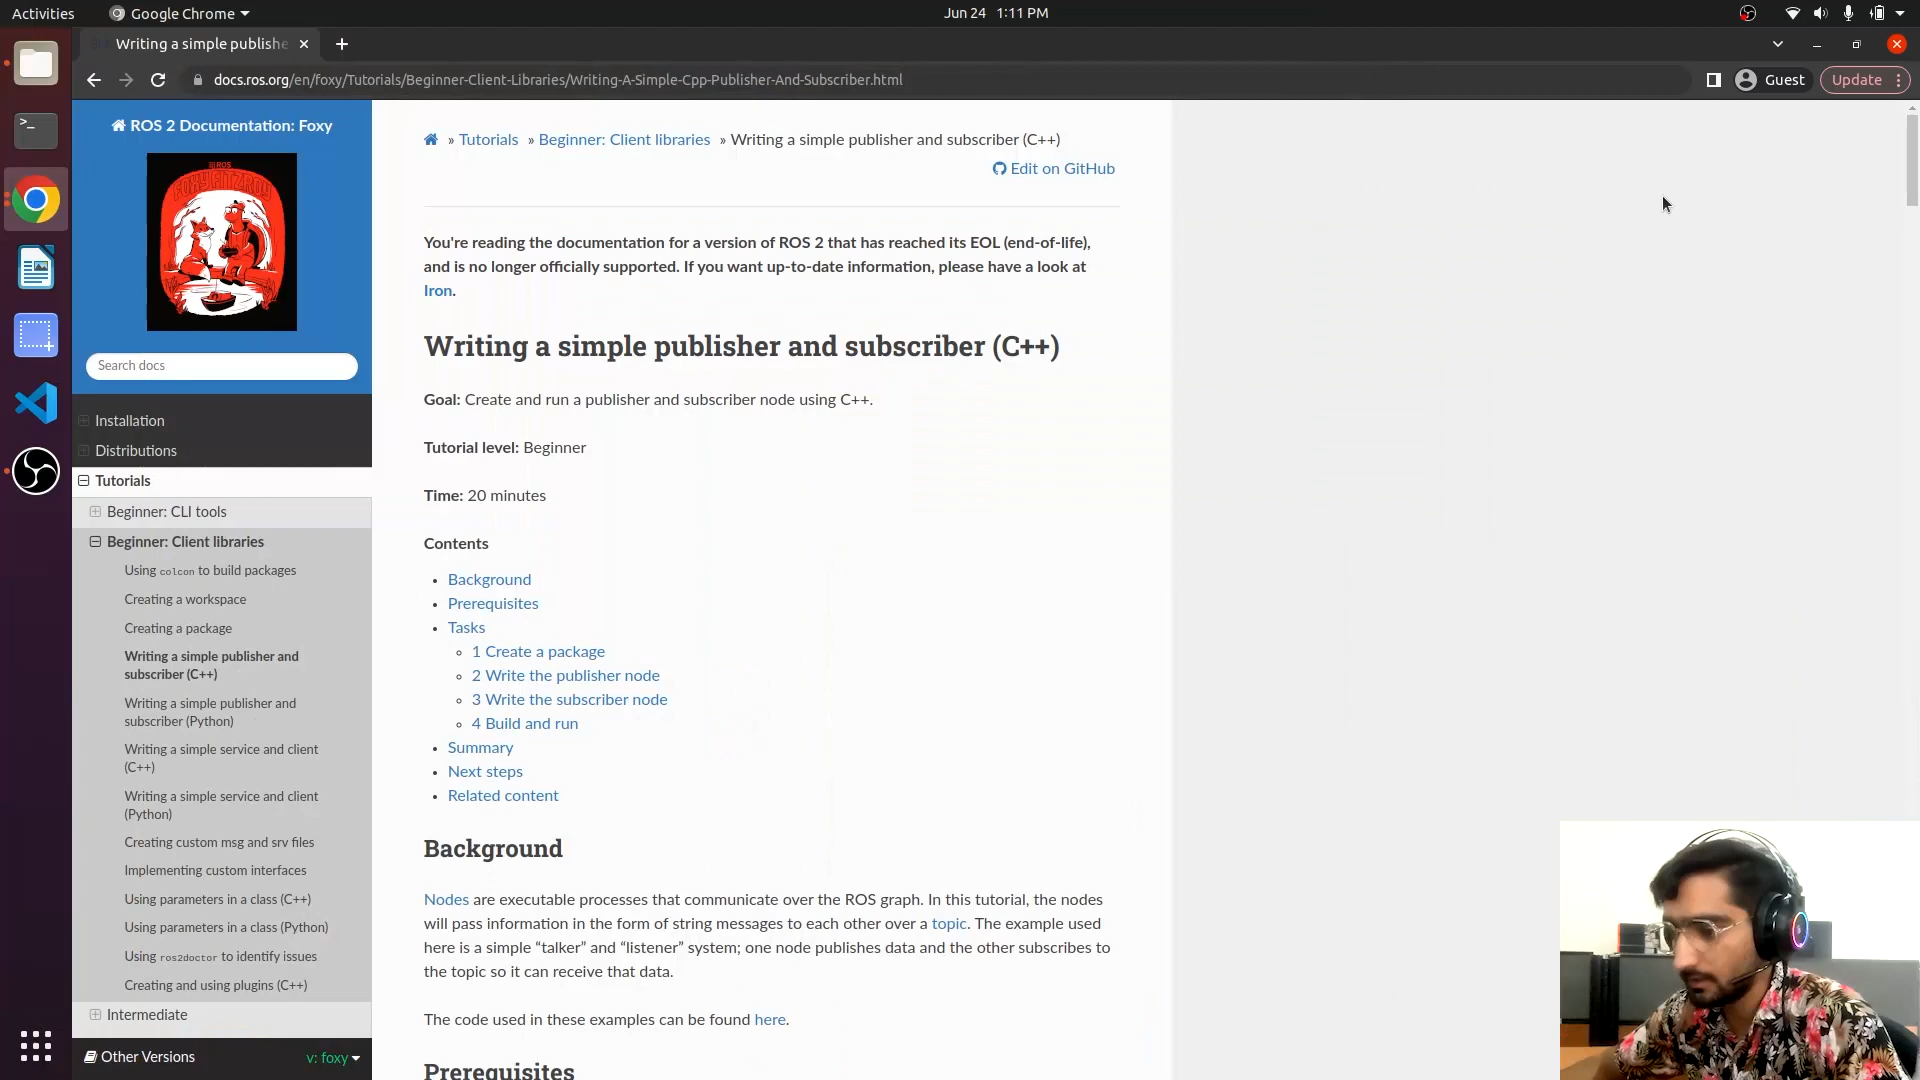 Activities
Google Chrome
Jun 24 1:11 PM
Writing a simple publishe
docs.ros.org/en/foxy/Tutorials/Beginner-Client-Libraries/Writing-A-Simple-Cpp-Publisher-And-Subscriber.html
Guest
Update
ROS 2 Documentation: Foxy
ROS
FOXY FITZROY
Search docs
Installation
Distributions
Tutorials
Beginner: CLI tools
Beginner: Client libraries
Using colcon to build packages
Creating a workspace
Creating a package
Writing a simple publisher and
subscriber (C++)
Writing a simple publisher and
subscriber (Python)
Writing a simple service and client
(C++)
Writing a simple service and client
(Python)
Creating custom msg and srv files
Implementing custom interfaces
Using parameters in a class (C++)
Using parameters in a class (Python)
Using ros2doctor to identify issues
Creating and using plugins (C++)
Intermediate
Other Versions
v: foxy
» Tutorials » Beginner: Client libraries » Writing a simple publisher and subscriber (C++)
Edit on GitHub
You're reading the documentation for a version of ROS 2 that has reached its EOL (end-of-life),
and is no longer officially supported. If you want up-to-date information, please have a look at
Iron.
Writing a simple publisher and subscriber (C++)
Goal: Create and run a publisher and subscriber node using C++.
Tutorial level: Beginner
Time: 20 minutes
Contents
• Background
• Prerequisites
• Tasks
1 Create a package
2 Write the publisher node
3 Write the subscriber node
4 Build and run
• Summary
• Next steps
• Related content
Background
Nodes are executable processes that communicate over the ROS graph. In this tutorial, the nodes
will pass information in the form of string messages to each other over a topic. The example used
here is a simple “talker” and “listener” system; one node publishes data and the other subscribes to
the topic so it can receive that data.
The code used in these examples can be found here.
Prerequisites